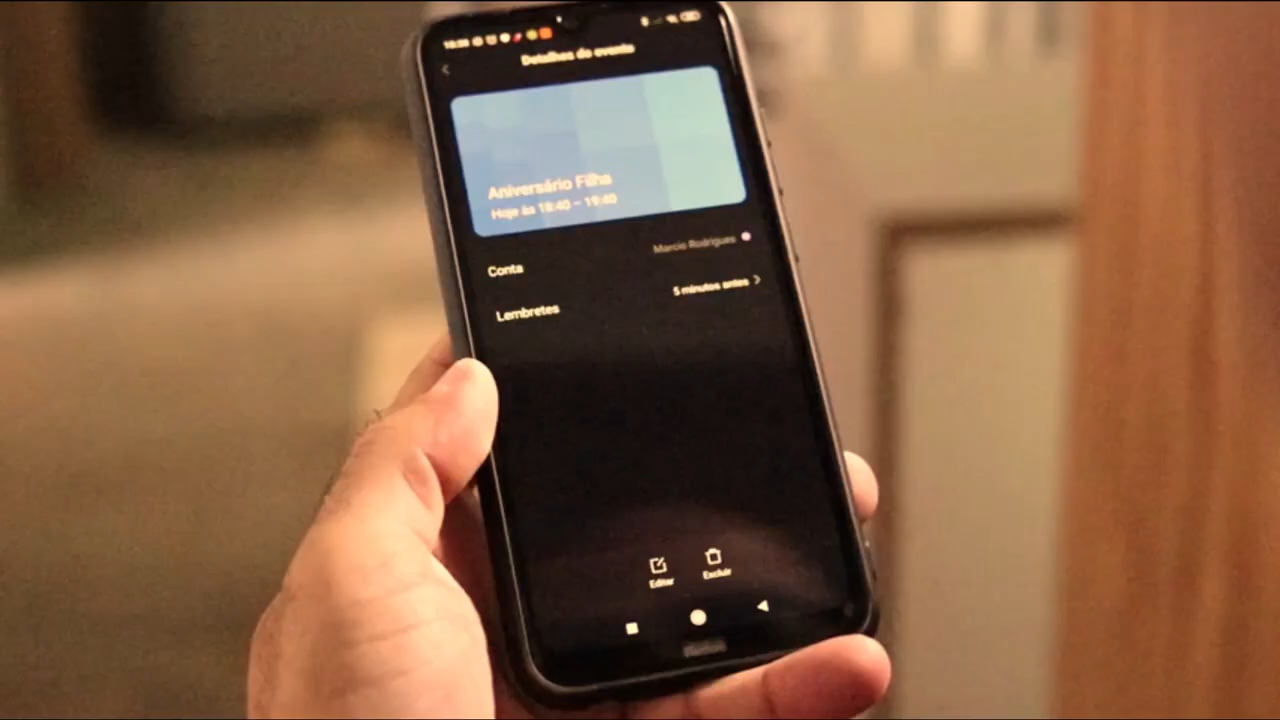 Detalhes do evento
Aniversário Filha
Hoje às 18:40 – 19:40
Conta
Marcio Rodrigues
Lembretes
5 minutos antes
Editar
Excluir